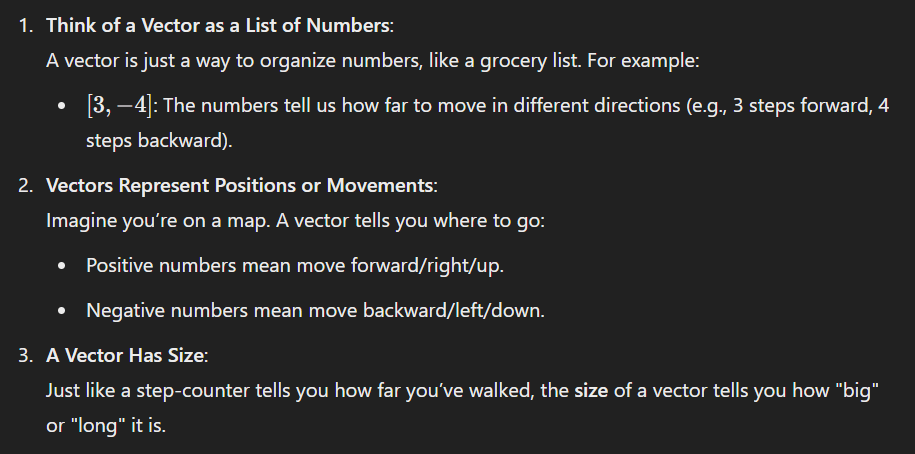 1. Think of a Vector as a List of Numbers:
A vector is just a way to organize numbers, like a grocery list. For example:
• [3, −4]: The numbers tell us how far to move in different directions (e.g., 3 steps forward, 4
steps backward).
2. Vectors Represent Positions or Movements:
Imagine you’re on a map. A vector tells you where to go:
• Positive numbers mean move forward/right/up.
• Negative numbers mean move backward/left/down.
3. A Vector Has Size:
Just like a step-counter tells you how far you’ve walked, the size of a vector tells you how "big"
or "long" it is.